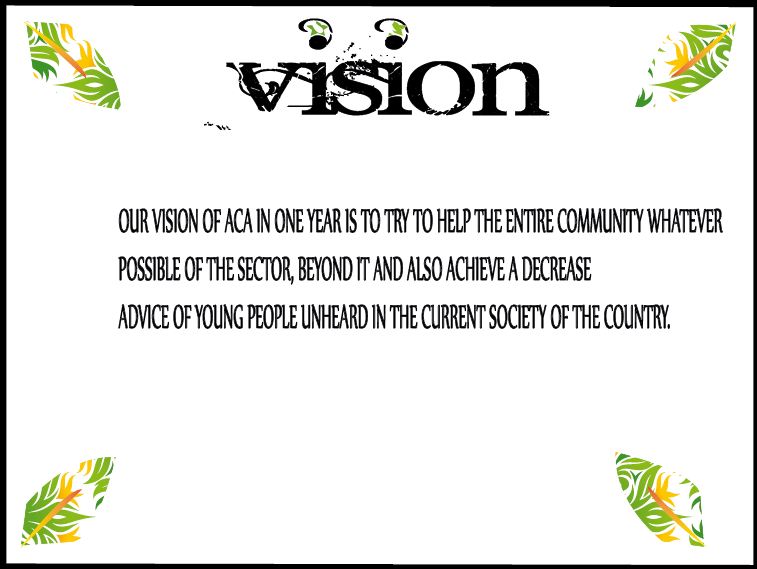 vision
OUR VISION OF ACA IN ONE YEAR IS TO TRY TO HELP THE ENTIRE COMMUNITY WHATEVER
POSSIBLE OF THE SECTOR, BEYOND IT AND ALSO ACHIEVE A DECREASE
ADVICE OF YOUNG PEOPLE UNHEARD IN THE CURRENT SOCIETY OF THE COUNTRY.